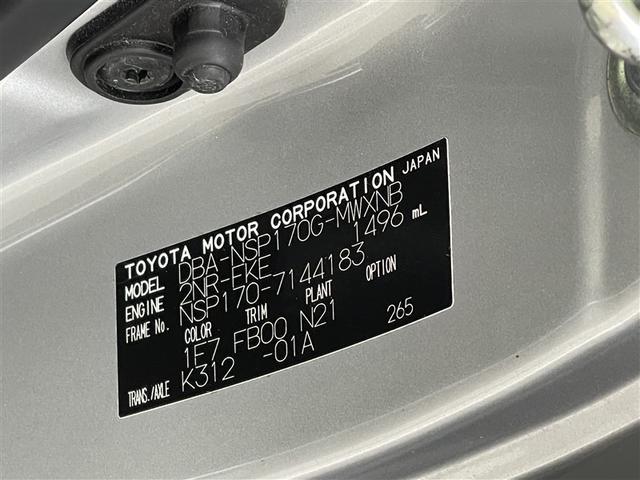 TOYOTA MOTOR CORPORATION JAPAN
MODEL DBA-NSP170G-MWXNB
ENGINE 2NR-FKE 1496 mL
FRAME No. NSP170-7144183
COLOR TRIM PLANT OPTION
1F7 FB00 N21 265
TRANS./AXLE K312 -01A